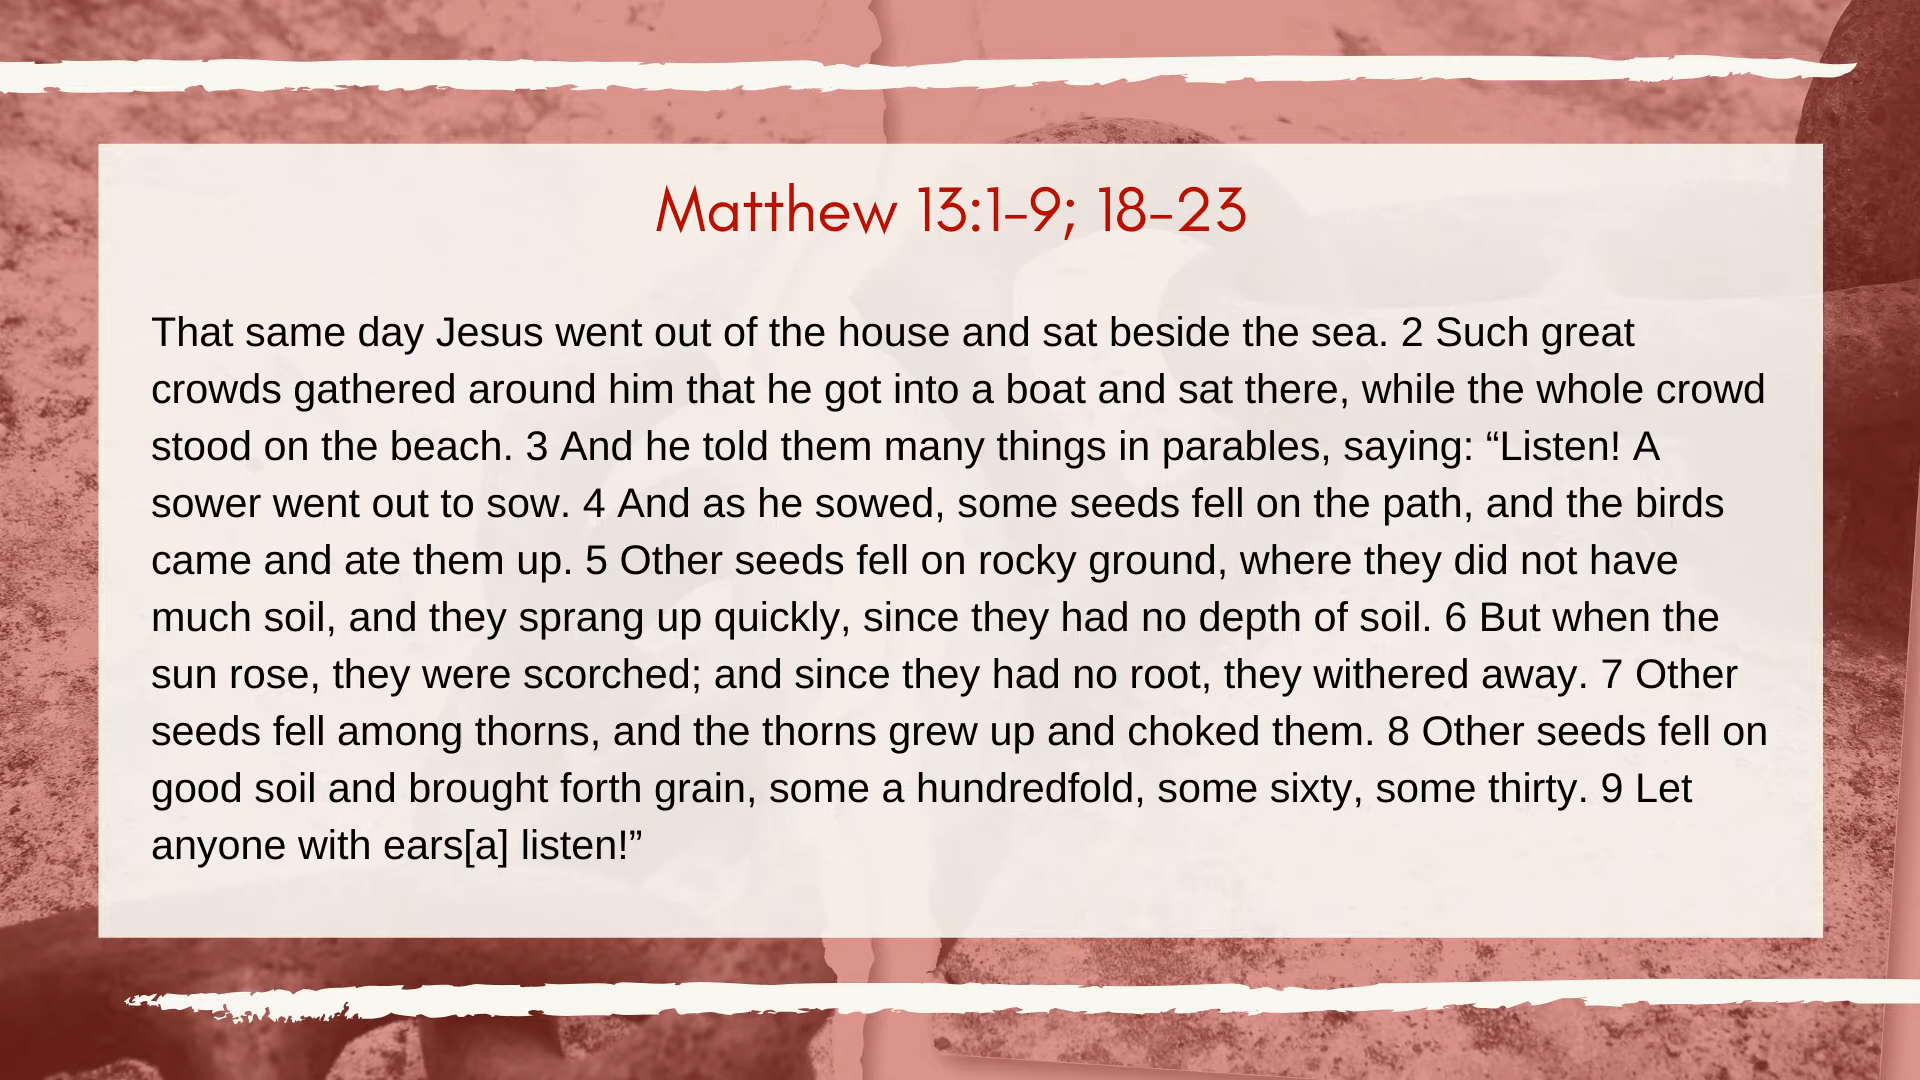 Matthew 13:1-9; 18-23
That same day Jesus went out of the house and sat beside the sea. 2 Such great
crowds gathered around him that he got into a boat and sat there, while the whole crowd
stood on the beach. 3 And he told them many things in parables, saying: “Listen! A
sower went out to sow. 4 And as he sowed, some seeds fell on the path, and the birds
came and ate them up. 5 Other seeds fell on rocky ground, where they did not have
much soil, and they sprang up quickly, since they had no depth of soil. 6 But when the
sun rose, they were scorched; and since they had no root, they withered away. 7 Other
seeds fell among thorns, and the thorns grew up and choked them. 8 Other seeds fell on
good soil and brought forth grain, some a hundredfold, some sixty, some thirty. 9 Let
anyone with ears[a] listen!”